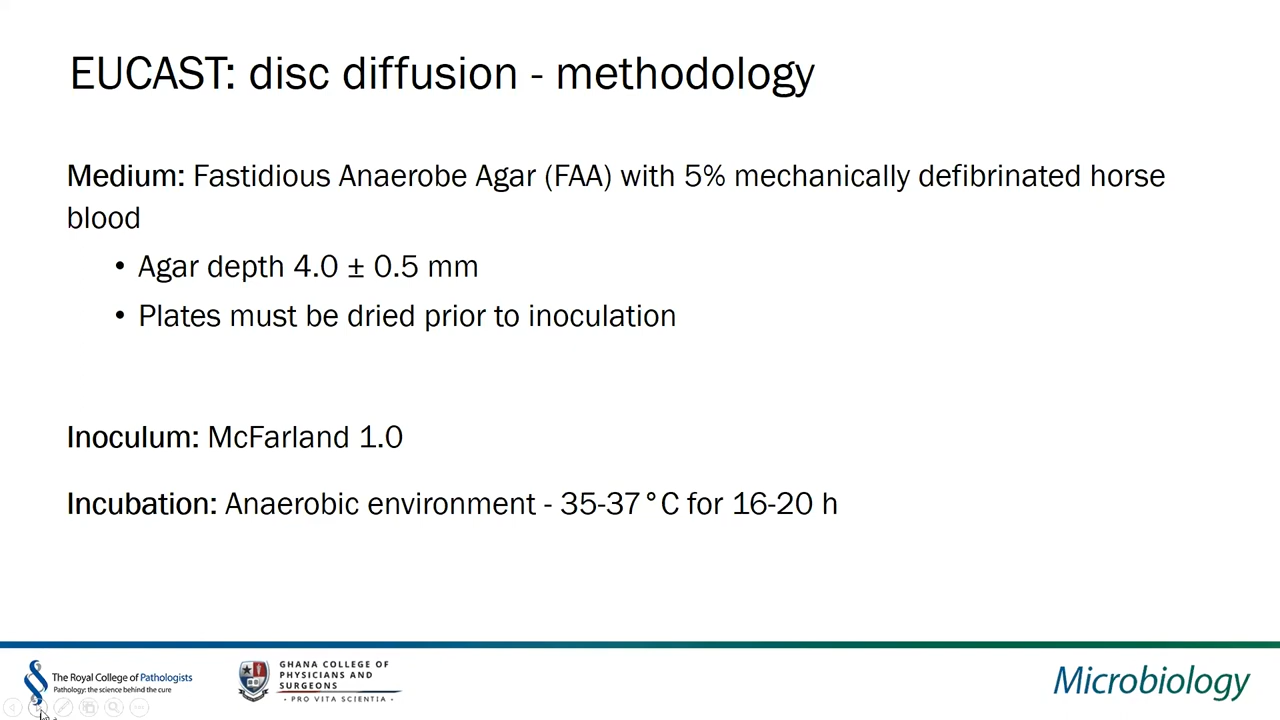 EUCAST: disc diffusion - methodology
Medium: Fastidious Anaerobe Agar (FAA) with 5% mechanically defibrinated horse
blood
• Agar depth 4.0 ± 0.5 mm
• Plates must be dried prior to inoculation
Inoculum: McFarland 1.0
Incubation: Anaerobic environment - 35-37°C for 16-20 h
The Royal College of Pathologists
Pathology: the science behind the cure
GHANA COLLEGE OF
PHYSICIANS AND
SURGEONS
- PRO VITA SCIENTIA -
Microbiology